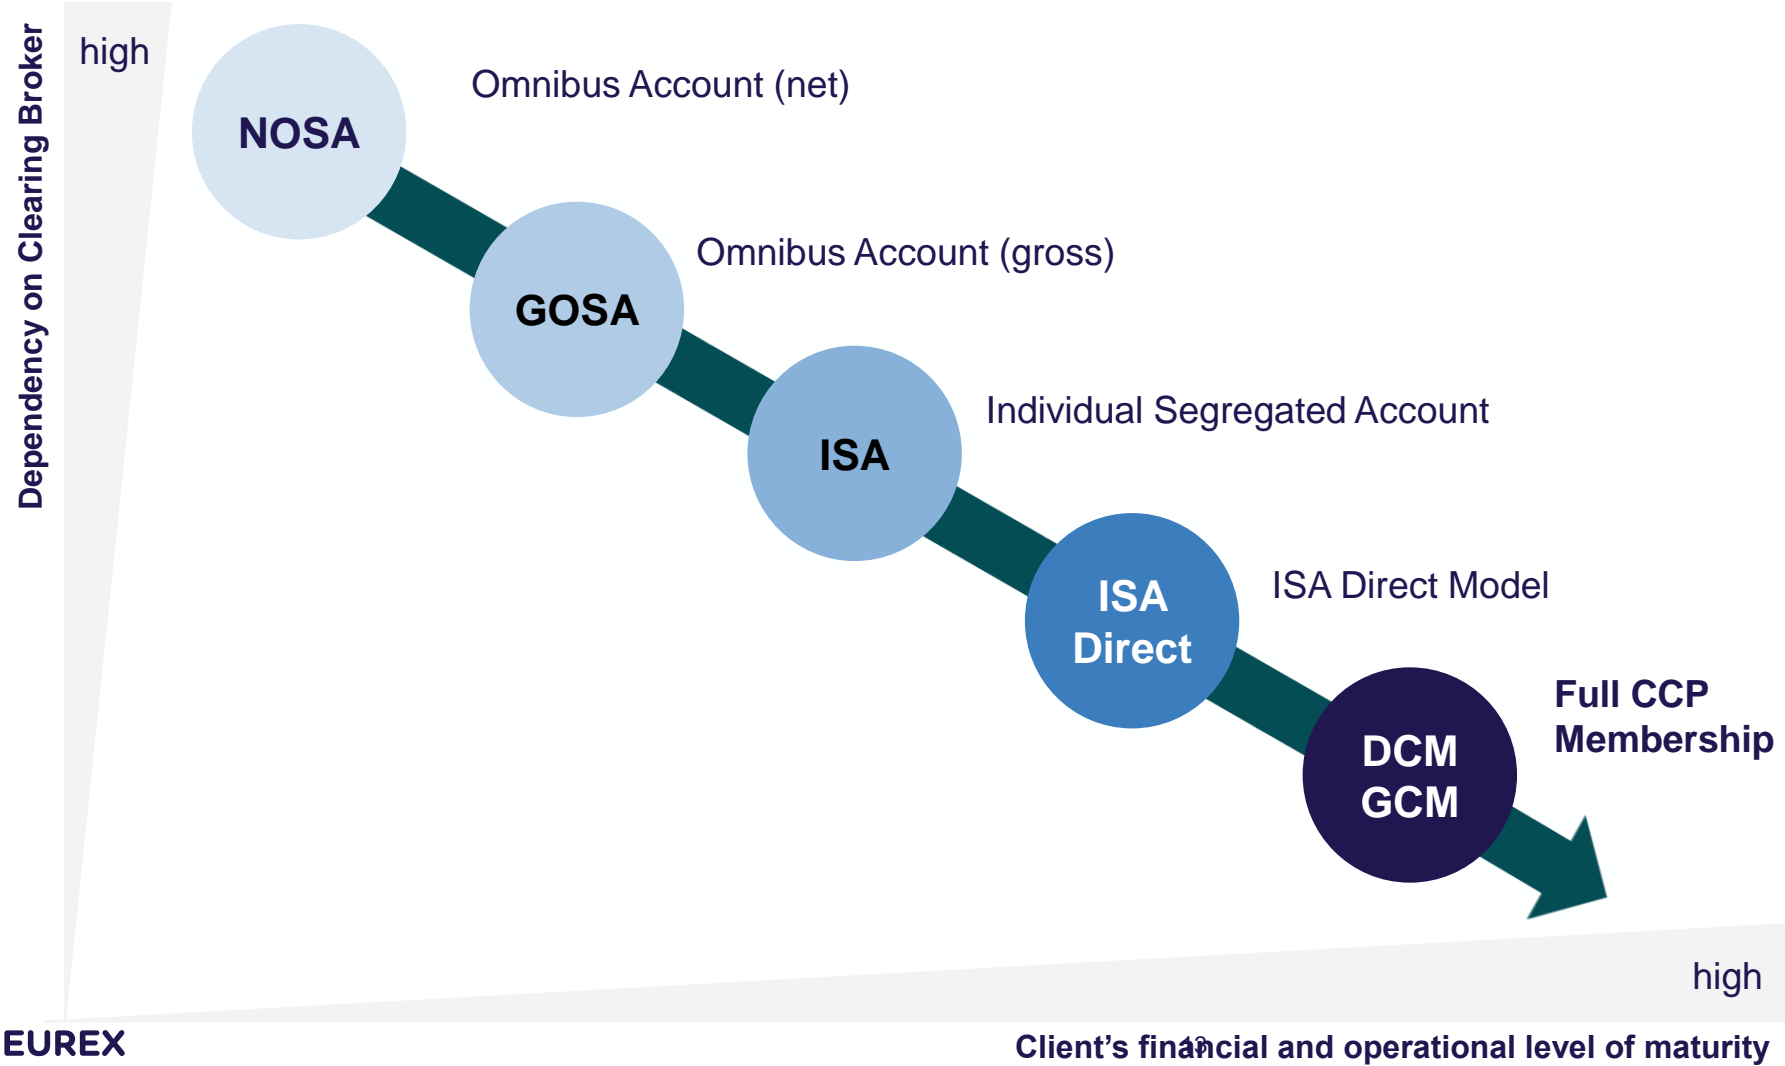 Dependency on Clearing Broker
high
NOSA
Omnibus Account (net)
GOSA
Omnibus Account (gross)
ISA
Individual Segregated Account
ISA
Direct
ISA Direct Model
DCM
GCM
Full CCP
Membership
high
EUREX
Client's financial and operational level of maturity
13